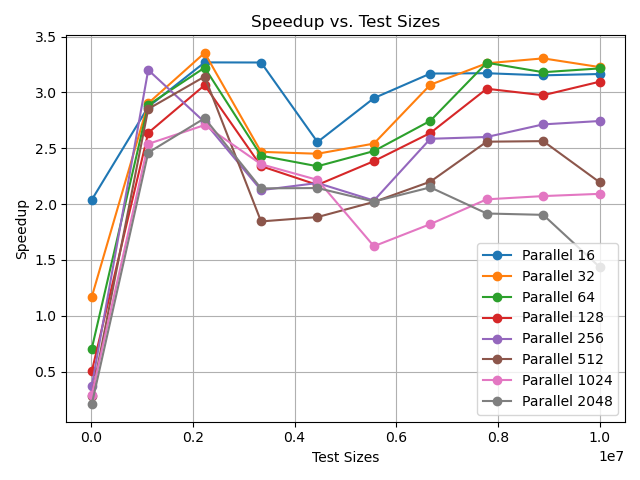 Speedup vs. Test Sizes
Speedup
3.5
3.0
2.5
2.0
1.5
1.0
0.5
Parallel 16
Parallel 32
Parallel 64
Parallel 128
Parallel 256
Parallel 512
Parallel 1024
Parallel 2048
0.0 0.2 0.4 0.6 0.8 1.0
1e7
Test Sizes